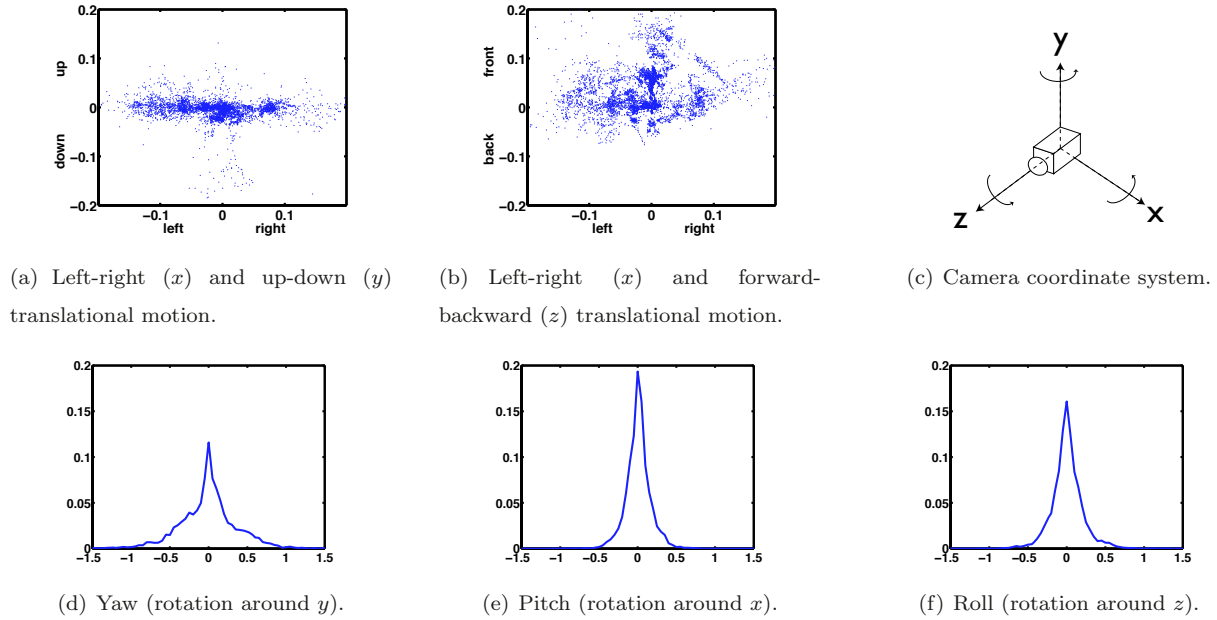 0.2
0.1
0
−0.1
−0.2
up
down
−0.1 0 0.1
left right
0.2
0.1
0
−0.1
−0.2
front
back
−0.1 0 0.1
left right
y
z
x
(a) Left-right (x) and up-down (y)
translational motion.
(b) Left-right (x) and forward-
backward (z) translational motion.
(c) Camera coordinate system.
0.2
0.15
0.1
0.05
0
−1.5 −1 −0.5 0 0.5 1 1.5
0.2
0.15
0.1
0.05
0
−1.5 −1 −0.5 0 0.5 1 1.5
0.2
0.15
0.1
0.05
0
−1.5 −1 −0.5 0 0.5 1 1.5
(d) Yaw (rotation around y).
(e) Pitch (rotation around x).
(f) Roll (rotation around z).